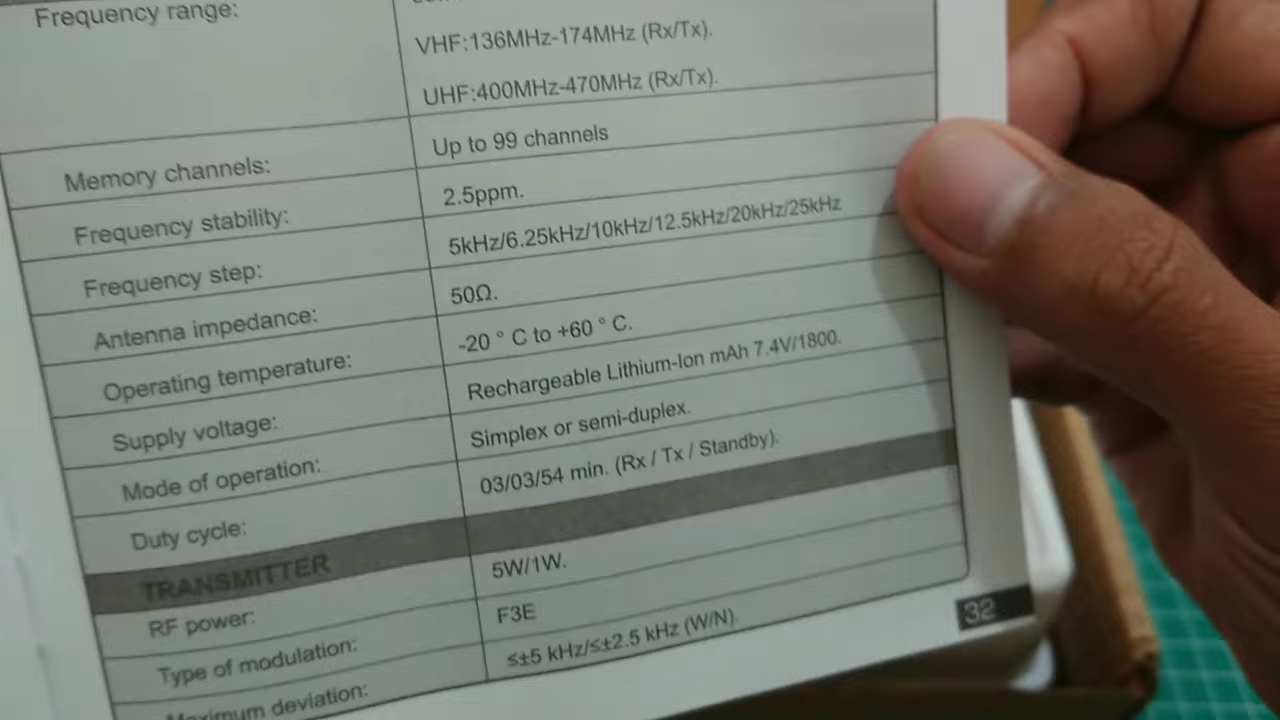 Frequency range:
VHF:136MHz-174MHz (Rx/Tx).
UHF:400MHz-470MHz (Rx/Tx).
Memory channels: Up to 99 channels
Frequency stability: 2.5ppm.
Frequency step: 5kHz/6.25kHz/10kHz/12.5kHz/20kHz/25kHz
Antenna impedance: 50Ω.
Operating temperature: -20 ° C to +60 ° C.
Supply voltage: Rechargeable Lithium-Ion mAh 7.4V/1800.
Mode of operation: Simplex or semi-duplex.
Duty cycle: 03/03/54 min. (Rx / Tx / Standby).
TRANSMITTER
RF power: 5W/1W.
Type of modulation: F3E
Maximum deviation: ≤±5 kHz/≤±2.5 kHz (W/N).
32